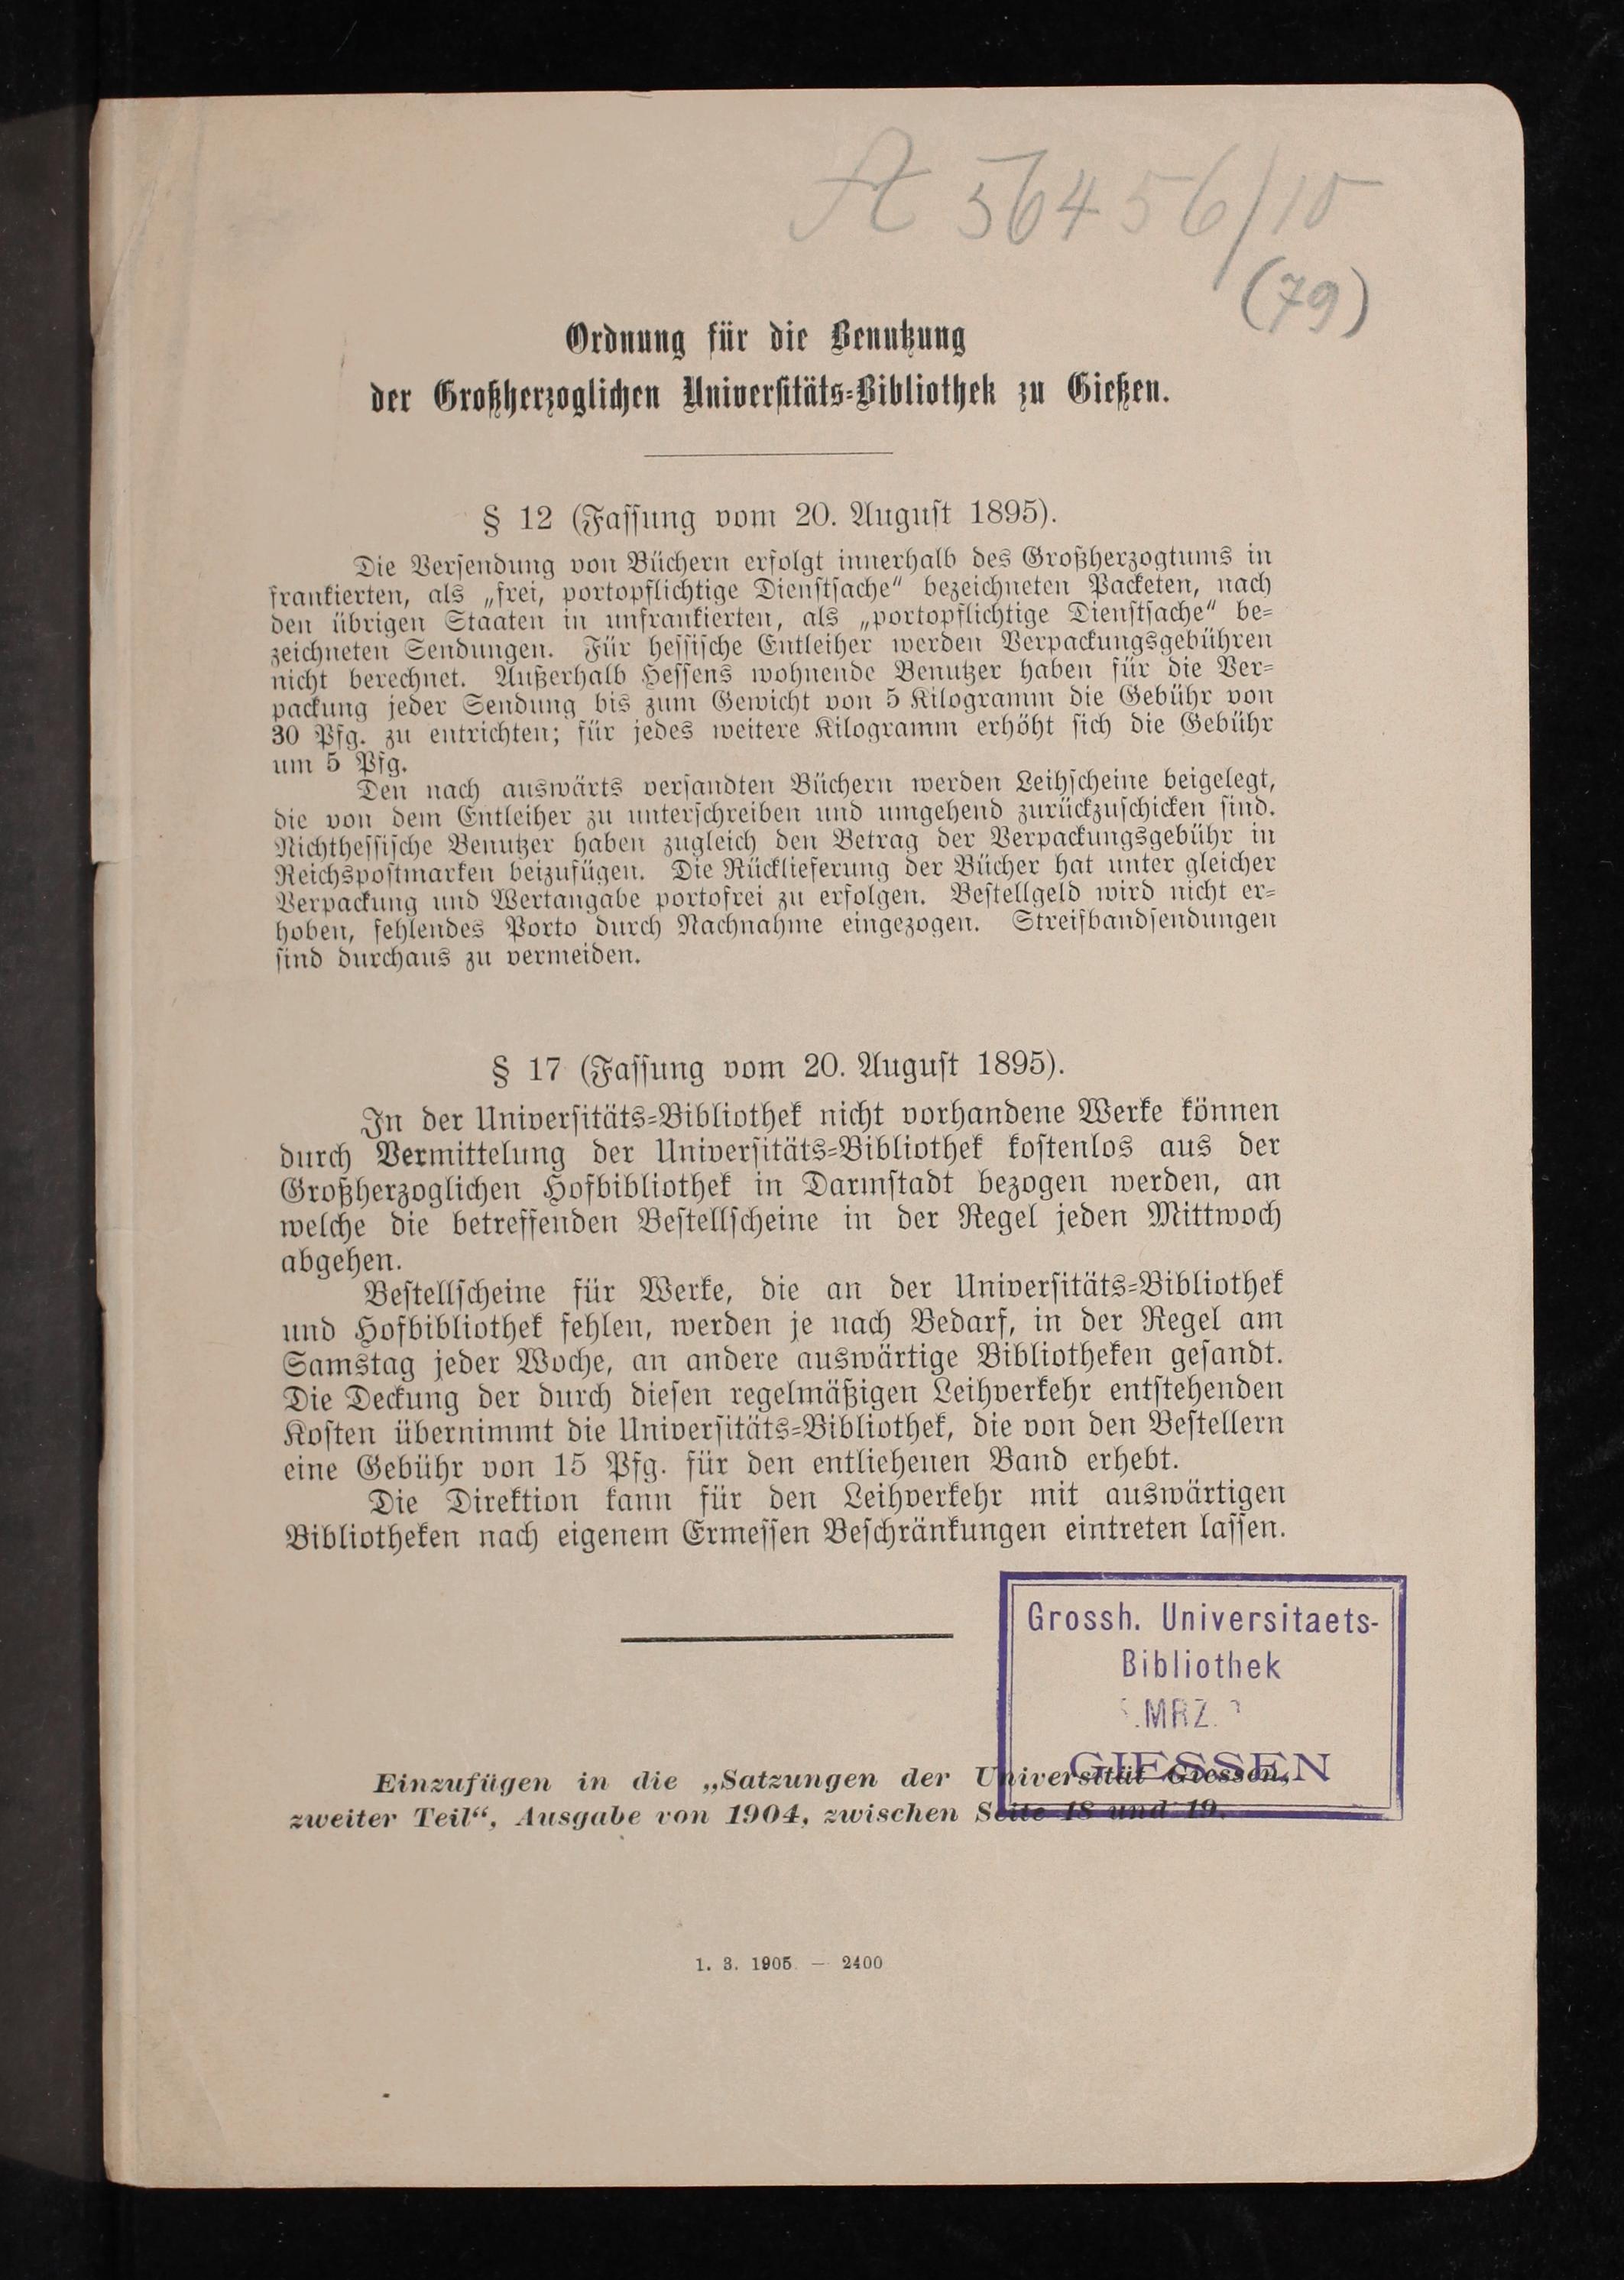 A 56456/10
(79)
Ordnung für die Benutzung
der Großherzoglichen Universitäts-Bibliothek zu Gießen.
§ 12 (Fassung vom 20. August 1895).
Die Versendung von Büchern erfolgt innerhalb des Großherzogtums in
frankierten, als „frei, portopflichtige Dienstsache“ bezeichneten Packeten, nach
den übrigen Staaten in unfrankierten, als „portopflichtige Dienstsache“ be-
zeichneten Sendungen. Für hessische Entleiher werden Verpackungsgebühren
nicht berechnet. Außerhalb Hessens wohnende Benutzer haben für die Ver-
packung jeder Sendung bis zum Gewicht von 5 Kilogramm die Gebühr von
30 Pfg. zu entrichten; für jedes weitere Kilogramm erhöht sich die Gebühr
um 5 Pfg.
Den nach auswärts versandten Büchern werden Leihscheine beigelegt,
die von dem Entleiher zu unterschreiben und umgehend zurückzuschicken sind.
Nichthessische Benutzer haben zugleich den Betrag der Verpackungsgebühr in
Reichspostmarken beizufügen. Die Rücklieferung der Bücher hat unter gleicher
Verpackung und Wertangabe portofrei zu erfolgen. Bestellgeld wird nicht er-
hoben, fehlendes Porto durch Nachnahme eingezogen. Streifbandsendungen
sind durchaus zu vermeiden.
§ 17 (Fassung vom 20. August 1895).
In der Universitäts-Bibliothek nicht vorhandene Werke können
durch Vermittelung der Universitäts-Bibliothek kostenlos aus der
Großherzoglichen Hofbibliothek in Darmstadt bezogen werden, an
welche die betreffenden Bestellscheine in der Regel jeden Mittwoch
abgehen.
Bestellscheine für Werke, die an der Universitäts-Bibliothek
und Hofbibliothek fehlen, werden je nach Bedarf, in der Regel am
Samstag jeder Woche, an andere auswärtige Bibliotheken gesandt.
Die Deckung der durch diesen regelmäßigen Leihverkehr entstehenden
Kosten übernimmt die Universitäts-Bibliothek, die von den Bestellern
eine Gebühr von 15 Pfg. für den entliehenen Band erhebt.
Die Direktion kann für den Leihverkehr mit auswärtigen
Bibliotheken nach eigenem Ermessen Beschränkungen eintreten lassen.
Grossh. Universitaets-
Bibliothek
.MRZ.
GIESSEN
Einzufügen in die „Satzungen der Universität Giessen,
zweiter Teil“, Ausgabe von 1904, zwischen Seite 18 und 19.
1. 3. 1905. — 2400